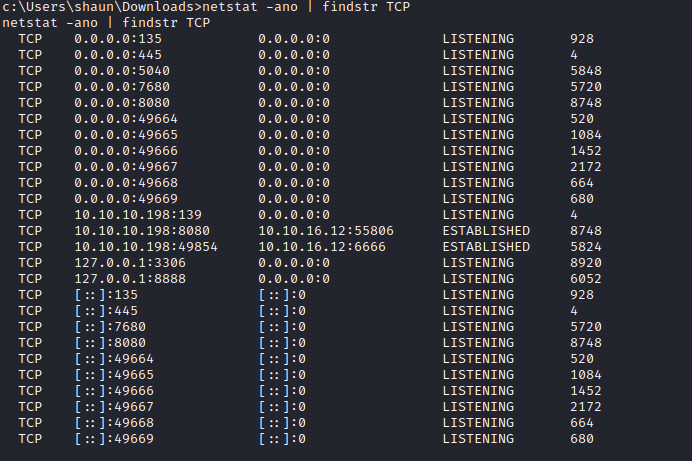 c:\Users\shaun\Downloads>netstat -ano | findstr TCP
netstat -ano | findstr TCP
  TCP    0.0.0.0:135            0.0.0.0:0              LISTENING       928
  TCP    0.0.0.0:445            0.0.0.0:0              LISTENING       4
  TCP    0.0.0.0:5040           0.0.0.0:0              LISTENING       5848
  TCP    0.0.0.0:7680           0.0.0.0:0              LISTENING       5720
  TCP    0.0.0.0:8080           0.0.0.0:0              LISTENING       8748
  TCP    0.0.0.0:49664          0.0.0.0:0              LISTENING       520
  TCP    0.0.0.0:49665          0.0.0.0:0              LISTENING       1084
  TCP    0.0.0.0:49666          0.0.0.0:0              LISTENING       1452
  TCP    0.0.0.0:49667          0.0.0.0:0              LISTENING       2172
  TCP    0.0.0.0:49668          0.0.0.0:0              LISTENING       664
  TCP    0.0.0.0:49669          0.0.0.0:0              LISTENING       680
  TCP    10.10.10.198:139       0.0.0.0:0              LISTENING       4
  TCP    10.10.10.198:8080      10.10.16.12:55806      ESTABLISHED     8748
  TCP    10.10.10.198:49854     10.10.16.12:6666       ESTABLISHED     5824
  TCP    127.0.0.1:3306         0.0.0.0:0              LISTENING       8920
  TCP    127.0.0.1:8888         0.0.0.0:0              LISTENING       6052
  TCP    [::]:135               [::]:0                 LISTENING       928
  TCP    [::]:445               [::]:0                 LISTENING       4
  TCP    [::]:7680              [::]:0                 LISTENING       5720
  TCP    [::]:8080              [::]:0                 LISTENING       8748
  TCP    [::]:49664             [::]:0                 LISTENING       520
  TCP    [::]:49665             [::]:0                 LISTENING       1084
  TCP    [::]:49666             [::]:0                 LISTENING       1452
  TCP    [::]:49667             [::]:0                 LISTENING       2172
  TCP    [::]:49668             [::]:0                 LISTENING       664
  TCP    [::]:49669             [::]:0                 LISTENING       680